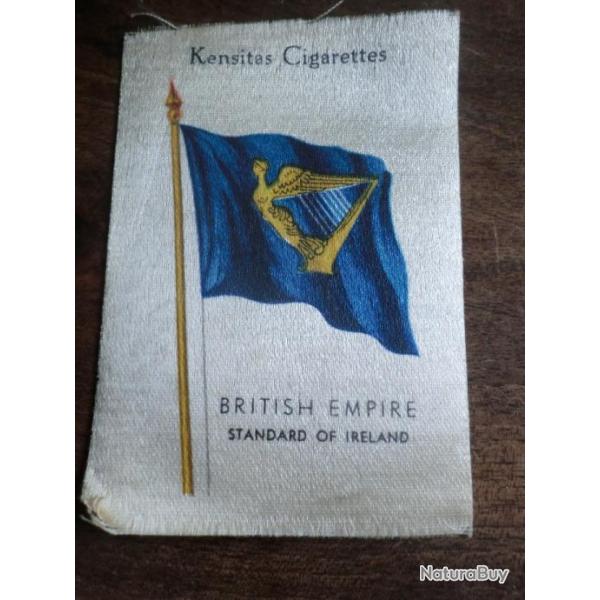 Kensitas Cigarettes
BRITISH EMPIRE
STANDARD OF IRELAND
NaturaBuy